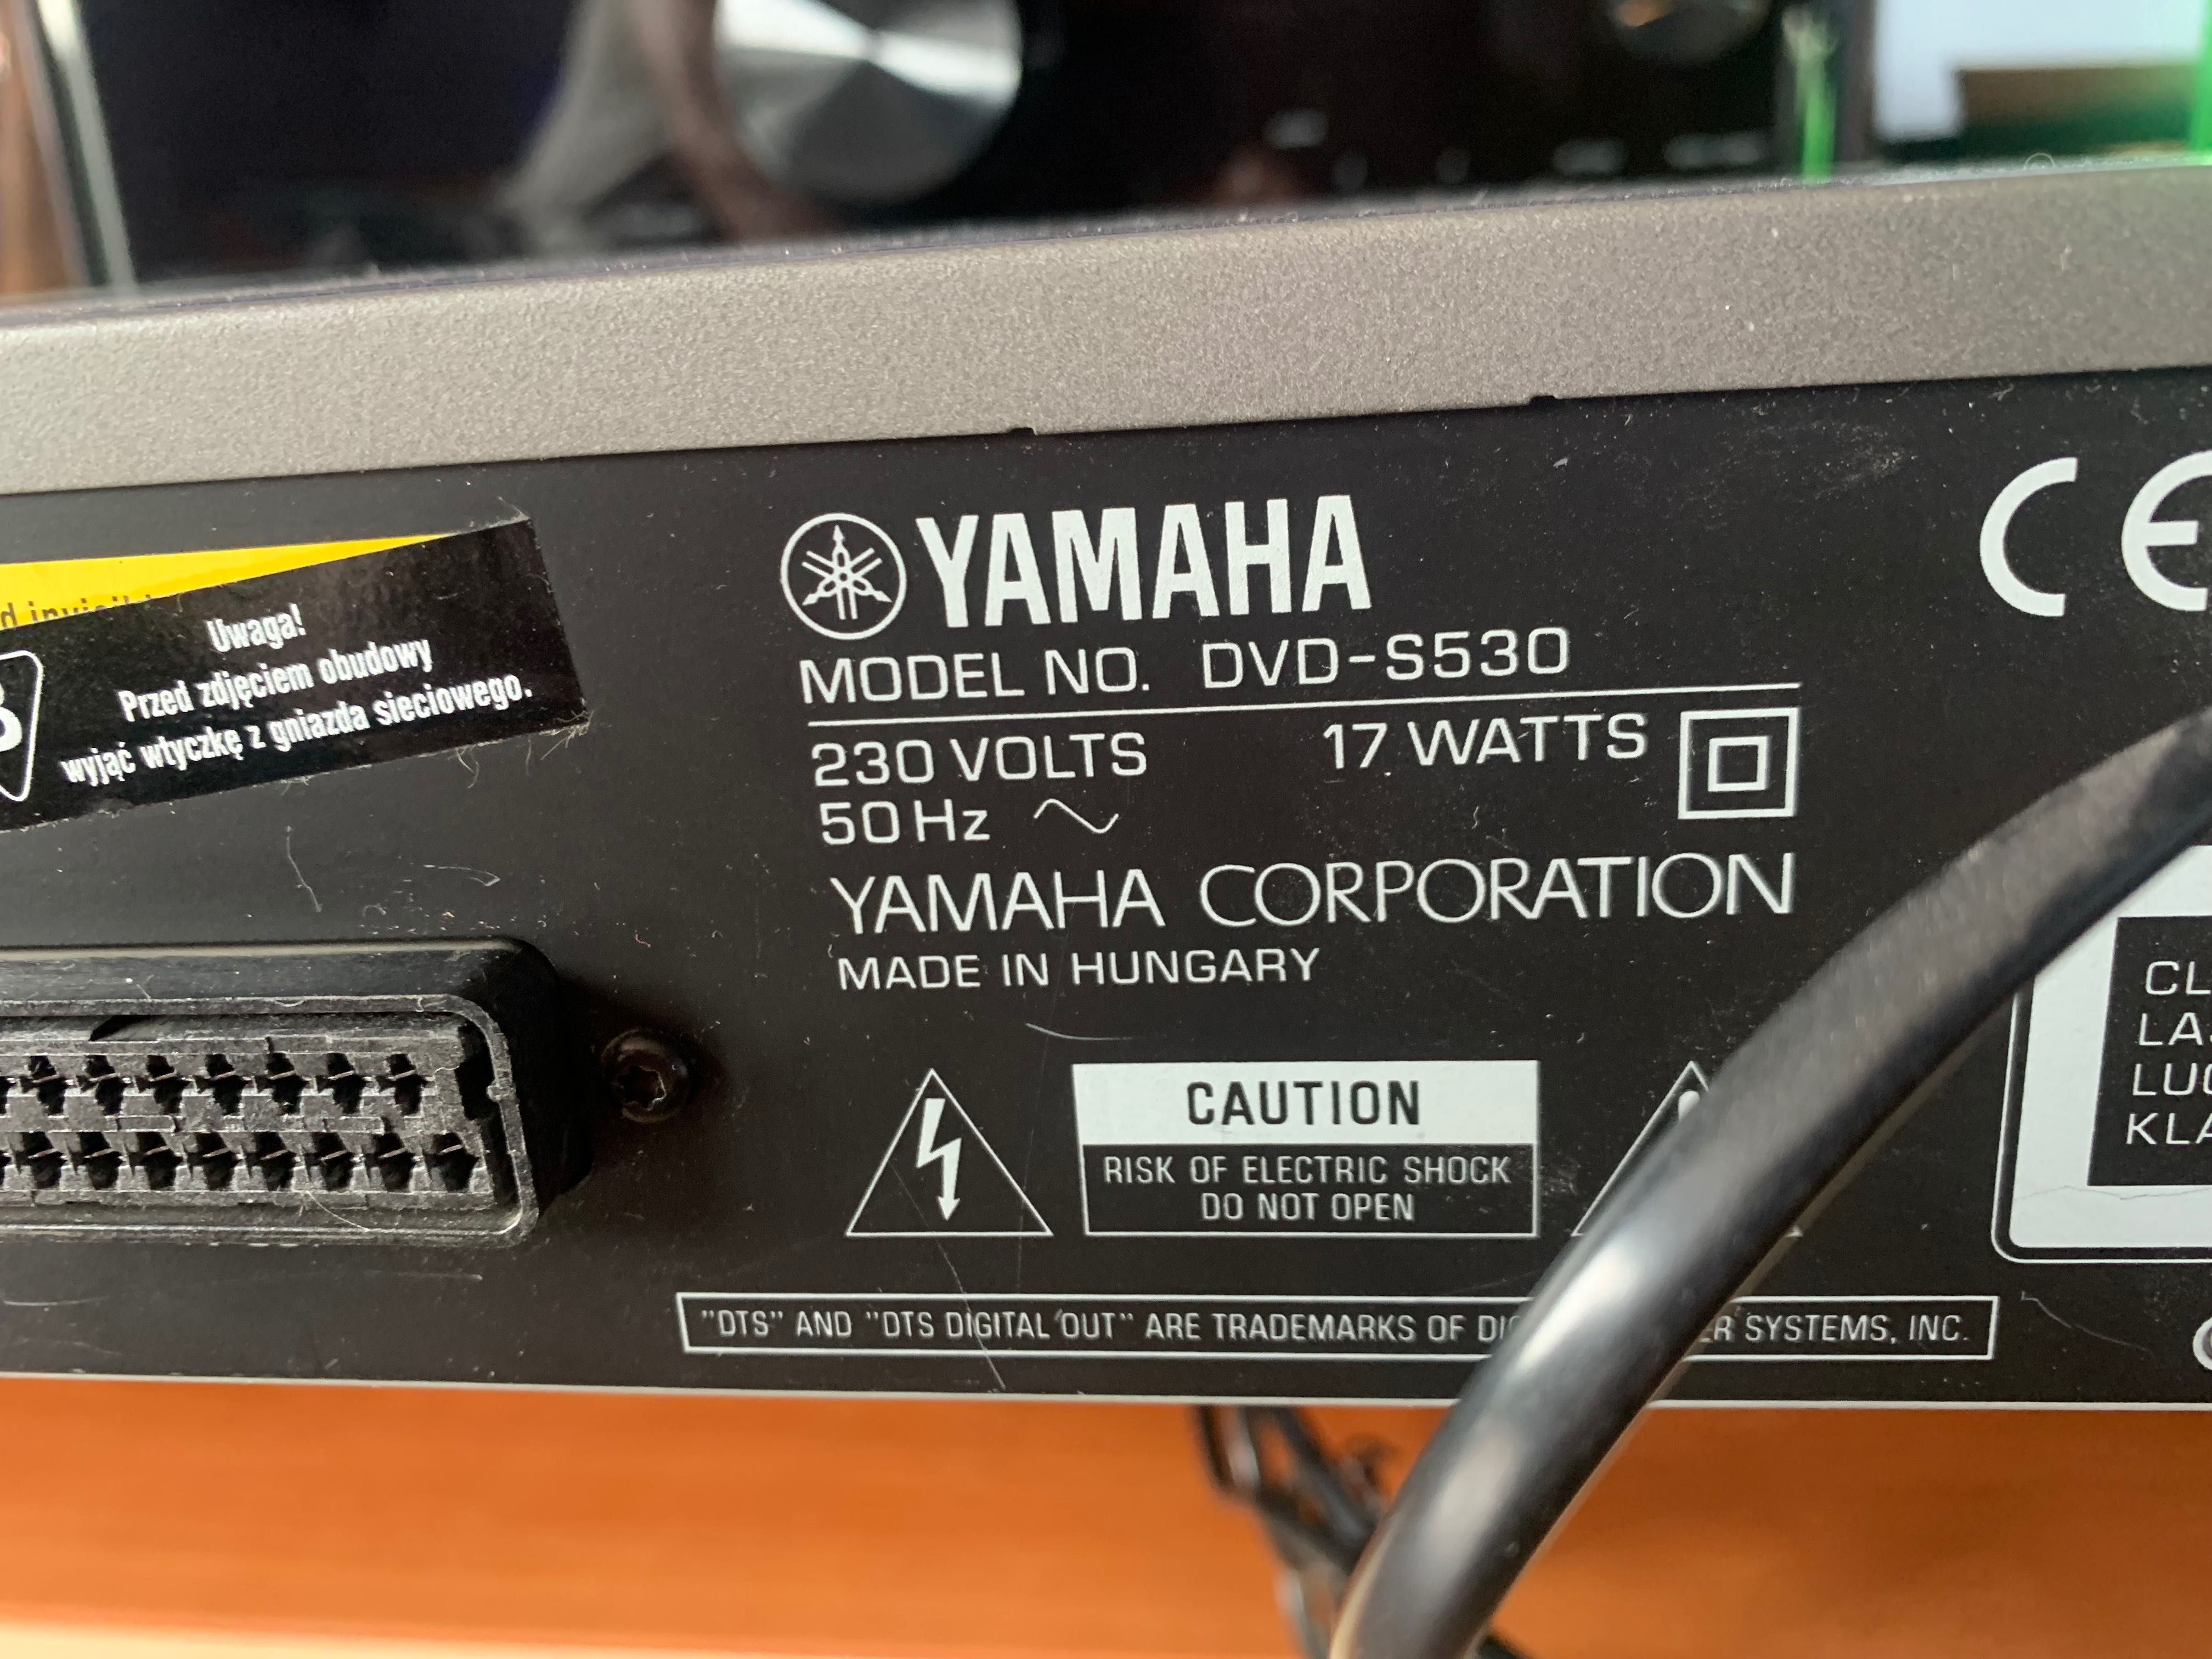 Uwaga!
Przed zdjęciem obudowy
wyjąć wtyczkę z gniazda sieciowego.
YAMAHA
MODEL NO. DVD-S530
230 VOLTS 17 WATTS
50 Hz
YAMAHA CORPORATION
MADE IN HUNGARY
CAUTION
RISK OF ELECTRIC SHOCK
DO NOT OPEN
"DTS" AND "DTS DIGITAL OUT" ARE TRADEMARKS OF SYSTEMS, INC.
CE